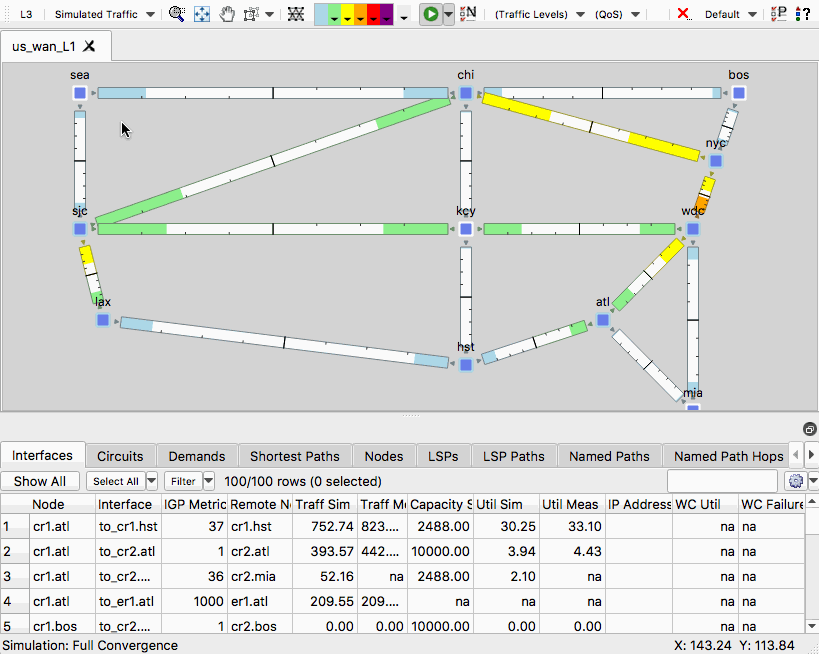 L3 Simulated Traffic (Traffic Levels) (QoS) Default
us_wan_L1
sea chi bos
nyc
sjc kcy wdc
lax atl
hst
mia
Interfaces Circuits Demands Shortest Paths Nodes LSPs LSP Paths Named Paths Named Path Hops
Show All Select All Filter 100/100 rows (0 selected)
Node Interface IGP Metric Remote N Traff Sim Traff M Capacity S Util Sim Util Meas IP Address WC Util WC Failure
1 cr1.atl to_cr1.hst 37 cr1.hst 752.74 823.... 2488.00 30.25 33.10 na na
2 cr1.atl to_cr2.atl 1 cr2.atl 393.57 442.... 10000.00 3.94 4.43 na na
3 cr1.atl to_cr2.... 36 cr2.mia 52.16 na 2488.00 2.10 na na na
4 cr1.atl to_er1.atl 1000 er1.atl 209.55 209.... na na na na na
5 cr1.bos to_cr2.... 1 cr2.bos 0.00 0.00 10000.00 0.00 0.00 na na
Simulation: Full Convergence X: 143.24 Y: 113.84